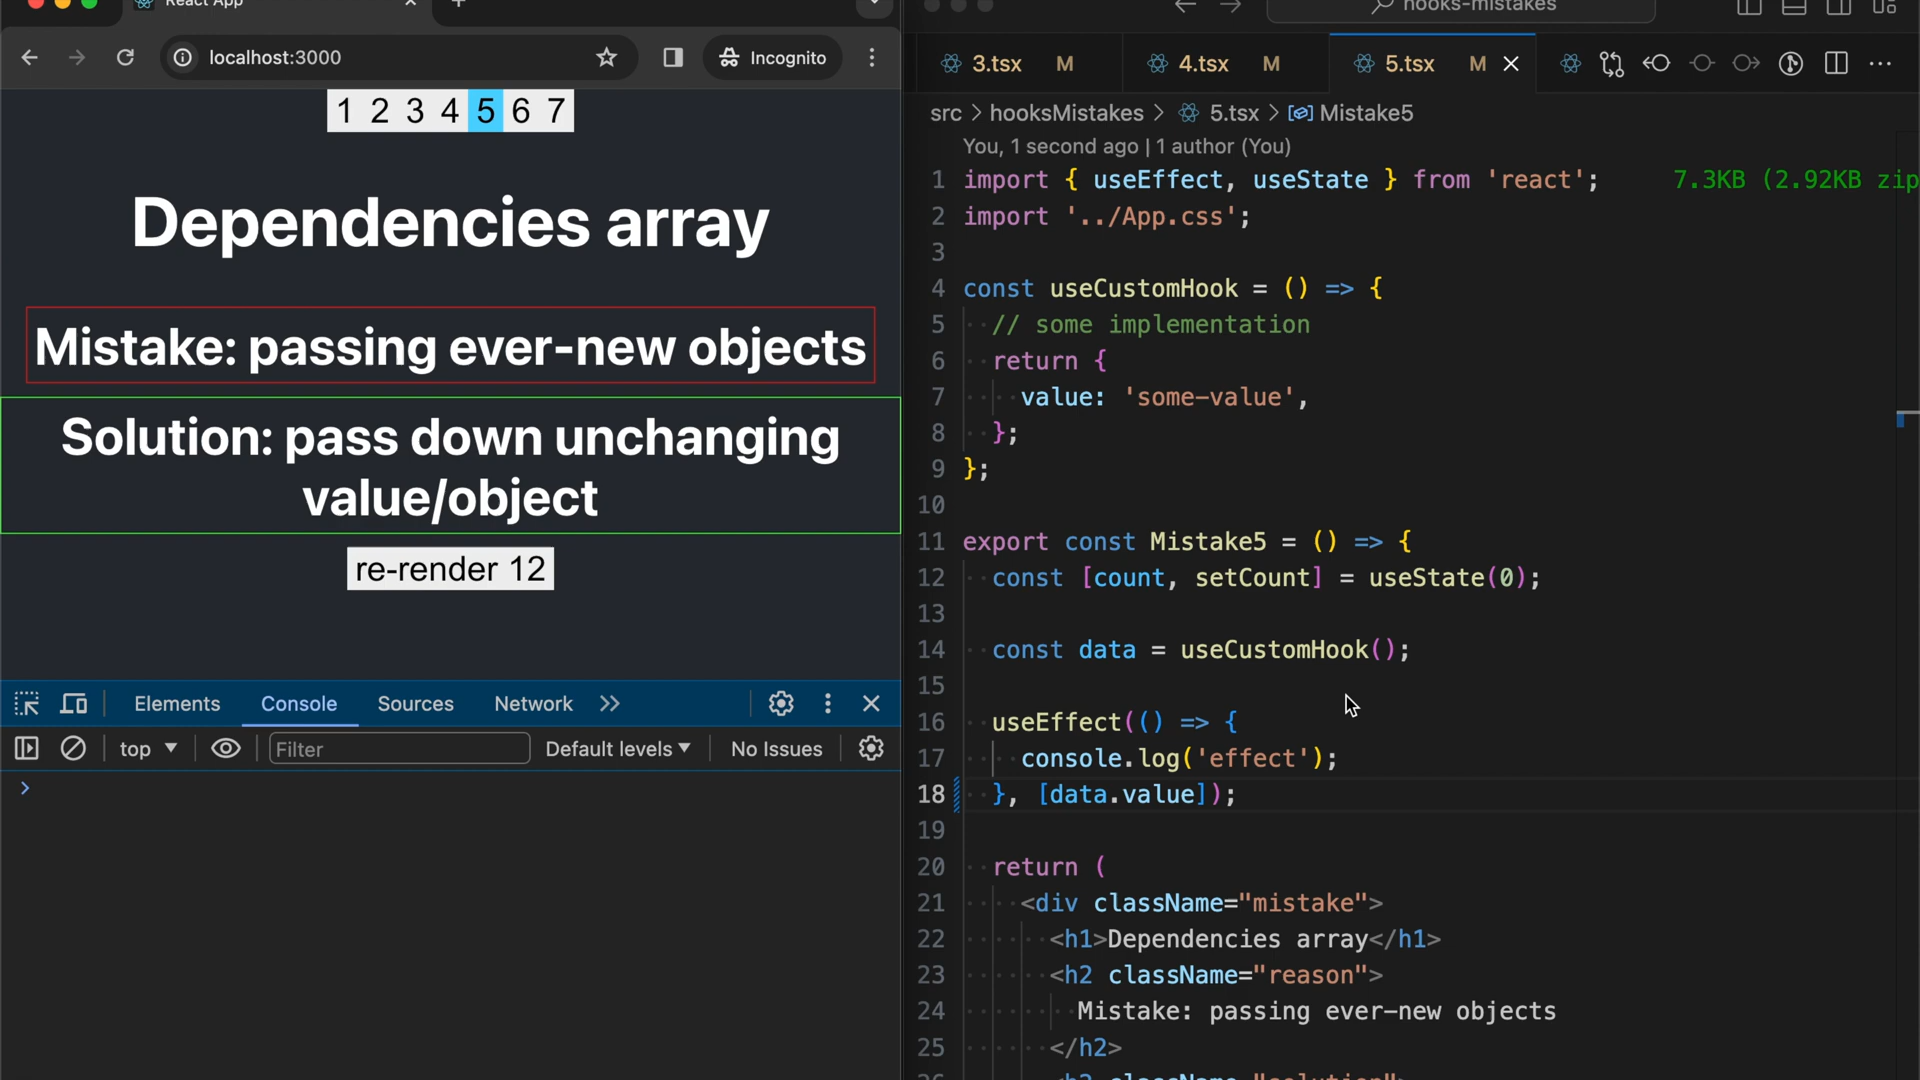 React App
localhost:3000
Incognito
1 2 3 4 5 6 7
Dependencies array
Mistake: passing ever-new objects
Solution: pass down unchanging
value/object
re-render 12
Elements Console Sources Network
top Filter Default levels No Issues
hooks-mistakes
3.tsx M 4.tsx M 5.tsx M
src > hooksMistakes > 5.tsx > Mistake5
You, 1 second ago | 1 author (You)
1 import { useEffect, useState } from 'react'; 7.3KB (2.92KB zip
2 import '../App.css';
3
4 const useCustomHook = () => {
5 // some implementation
6 return {
7 value: 'some-value',
8 };
9 };
10
11 export const Mistake5 = () => {
12 const [count, setCount] = useState(0);
13
14 const data = useCustomHook();
15
16 useEffect(() => {
17 console.log('effect');
18 }, [data.value]);
19
20 return (
21 <div className="mistake">
22 <h1>Dependencies array</h1>
23 <h2 className="reason">
24 Mistake: passing ever-new objects
25 </h2>
26 <h2 className="solution">